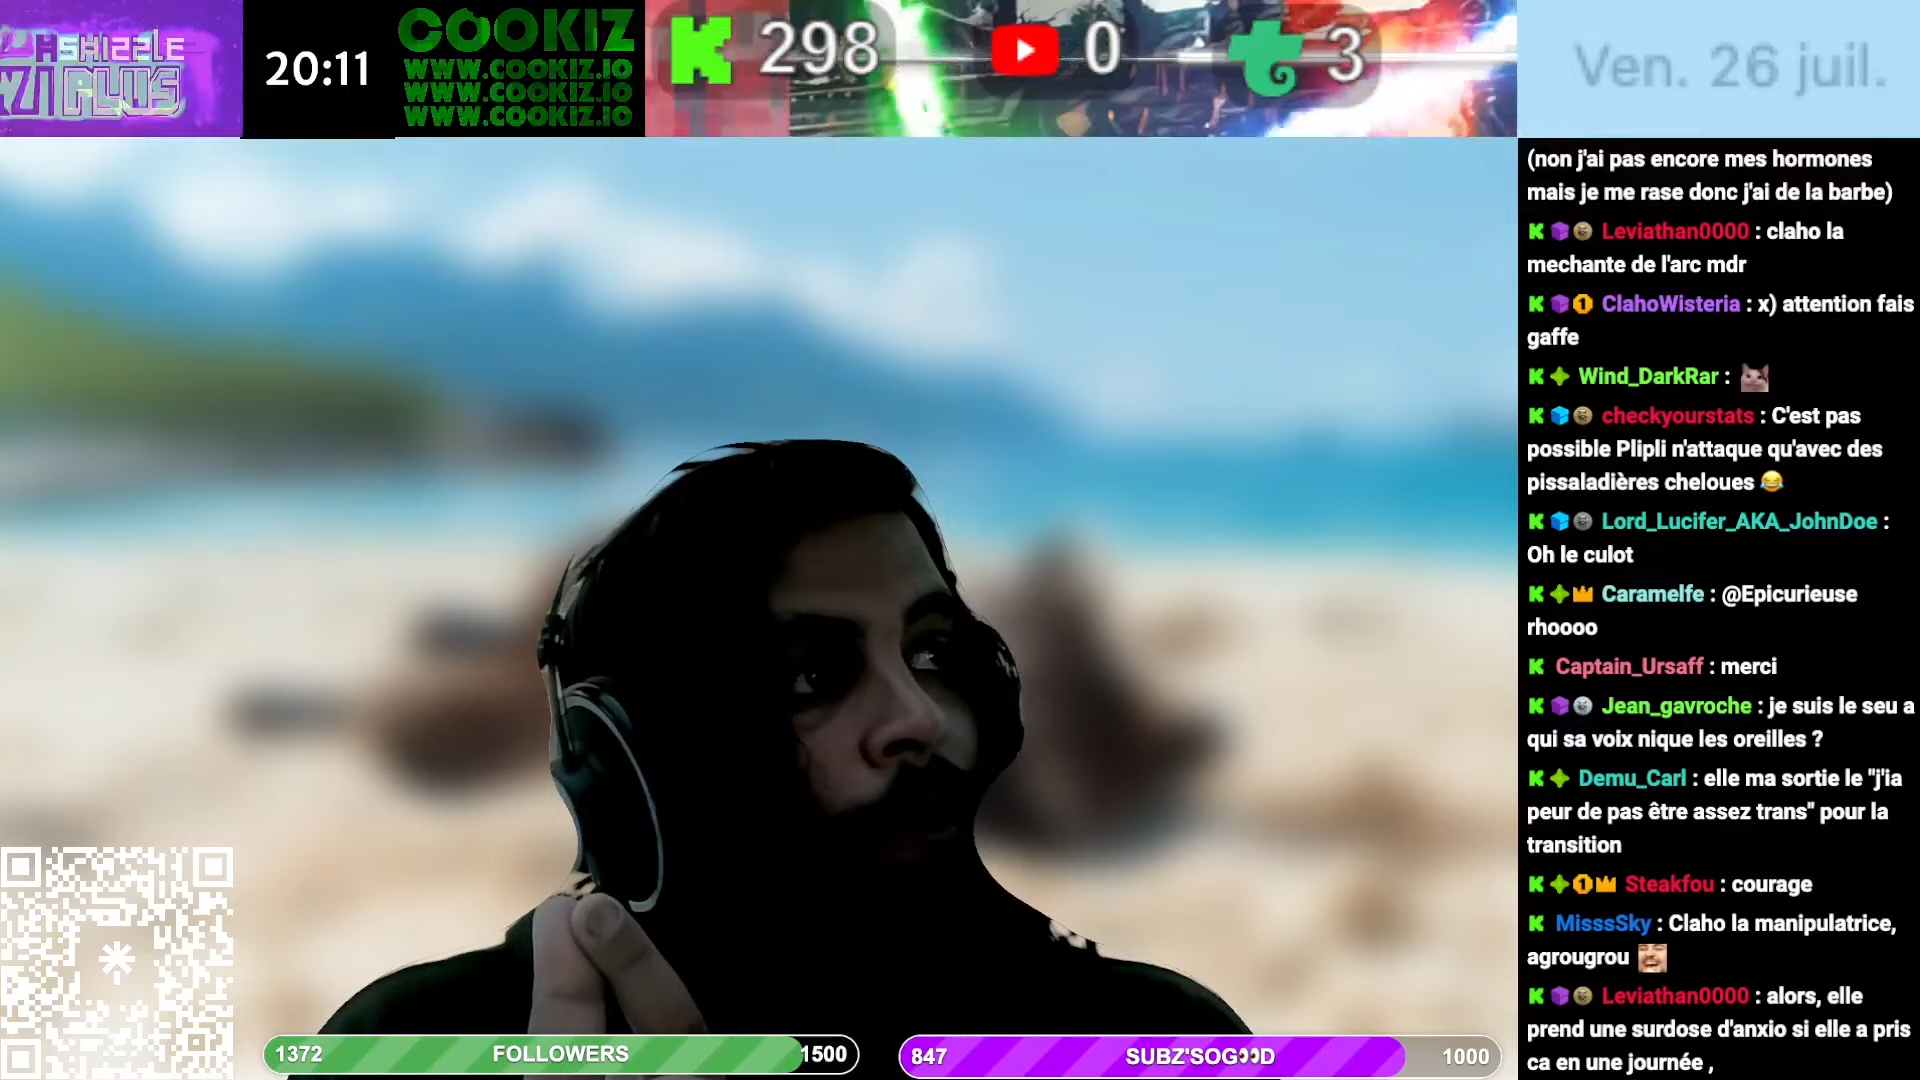 ASHIZZLE
PLUS
20:11
COOKIZ
WWW.COOKIZ.IO
WWW.COOKIZ.IO
WWW.COOKIZ.IO
298
0
3
Ven. 26 juil.
(non j'ai pas encore mes hormones
mais je me rase donc j'ai de la barbe)
Leviathan0000 : claho la
mechante de l'arc mdr
ClahoWisteria : x) attention fais
gaffe
Wind_DarkRar :
checkyourstats : C'est pas
possible Plipli n'attaque qu'avec des
pissaladières cheloues 😂
Lord_Lucifer_AKA_JohnDoe :
Oh le culot
Caramelfe : @Epicurieuse
rhoooo
Captain_Ursaff : merci
Jean_gavroche : je suis le seu a
qui sa voix nique les oreilles ?
Demu_Carl : elle ma sortie le "j'ia
peur de pas être assez trans" pour la
transition
Steakfou : courage
MisssSky : Claho la manipulatrice,
agrougrou
Leviathan0000 : alors, elle
prend une surdose d'anxio si elle a pris
ca en une journée ,
1372 FOLLOWERS 1500
847 SUBZ'SOG👀D 1000